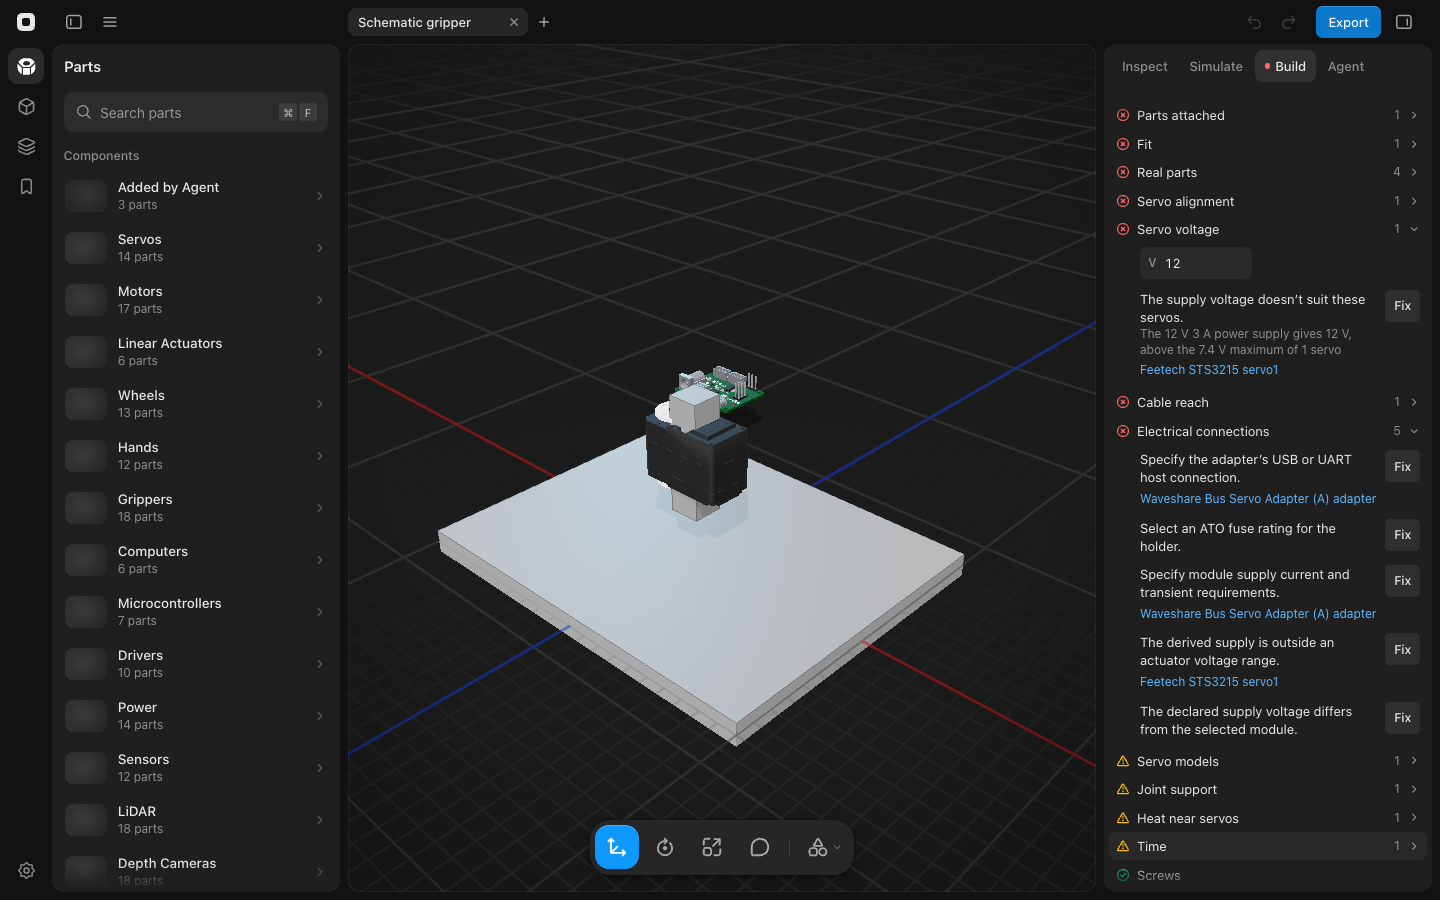 Schematic gripper
Export
Parts
Search parts
⌘ F
Components
Added by Agent
3 parts
Servos
14 parts
Motors
17 parts
Linear Actuators
6 parts
Wheels
13 parts
Hands
12 parts
Grippers
18 parts
Computers
6 parts
Microcontrollers
7 parts
Drivers
10 parts
Power
14 parts
Sensors
12 parts
LiDAR
18 parts
Depth Cameras
18 parts
Inspect Simulate Build Agent
Parts attached 1
Fit 1
Real parts 4
Servo alignment 1
Servo voltage 1
V 12
The supply voltage doesn’t suit these
servos.
Fix
The 12 V 3 A power supply gives 12 V,
above the 7.4 V maximum of 1 servo
Feetech STS3215 servo1
Cable reach 1
Electrical connections 5
Specify the adapter’s USB or UART
host connection.
Fix
Waveshare Bus Servo Adapter (A) adapter
Select an ATO fuse rating for the
holder.
Fix
Specify module supply current and
transient requirements.
Fix
Waveshare Bus Servo Adapter (A) adapter
The derived supply is outside an
actuator voltage range.
Fix
Feetech STS3215 servo1
The declared supply voltage differs
from the selected module.
Fix
Servo models 1
Joint support 1
Heat near servos 1
Time 1
Screws